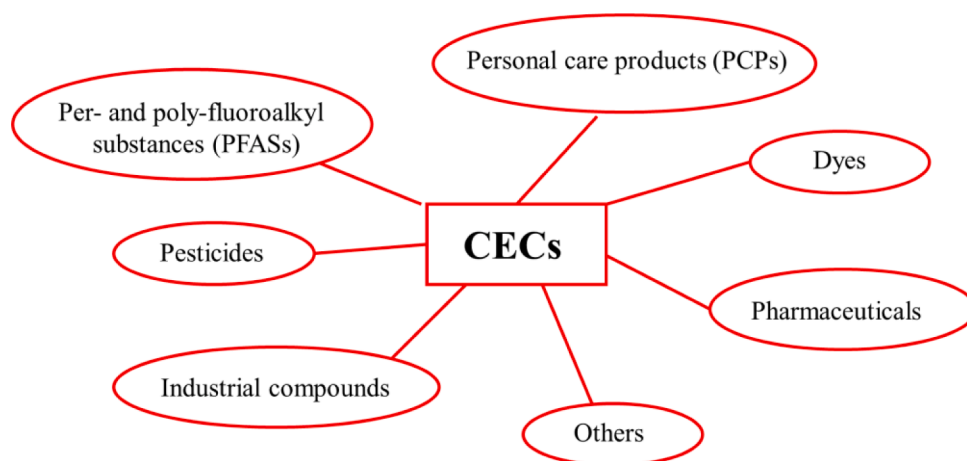 Personal care products (PCPs)
Per- and poly-fluoroalkyl
substances (PFASs)
Dyes
CECs
Pesticides
Pharmaceuticals
Industrial compounds
Others